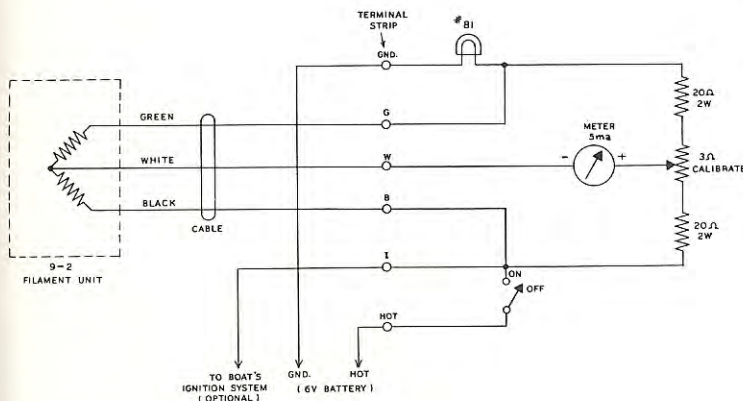 TERMINAL
STRIP
#81
GND.
20Ω
2W
GREEN
G
METER
5ma
WHITE
W
-
+
3Ω
CALIBRATE
BLACK
B
CABLE
20Ω
2W
9-2
FILAMENT UNIT
I
ON
OFF
HOT
TO BOAT'S
IGNITION SYSTEM
(OPTIONAL)
GND.
HOT
(6V BATTERY)